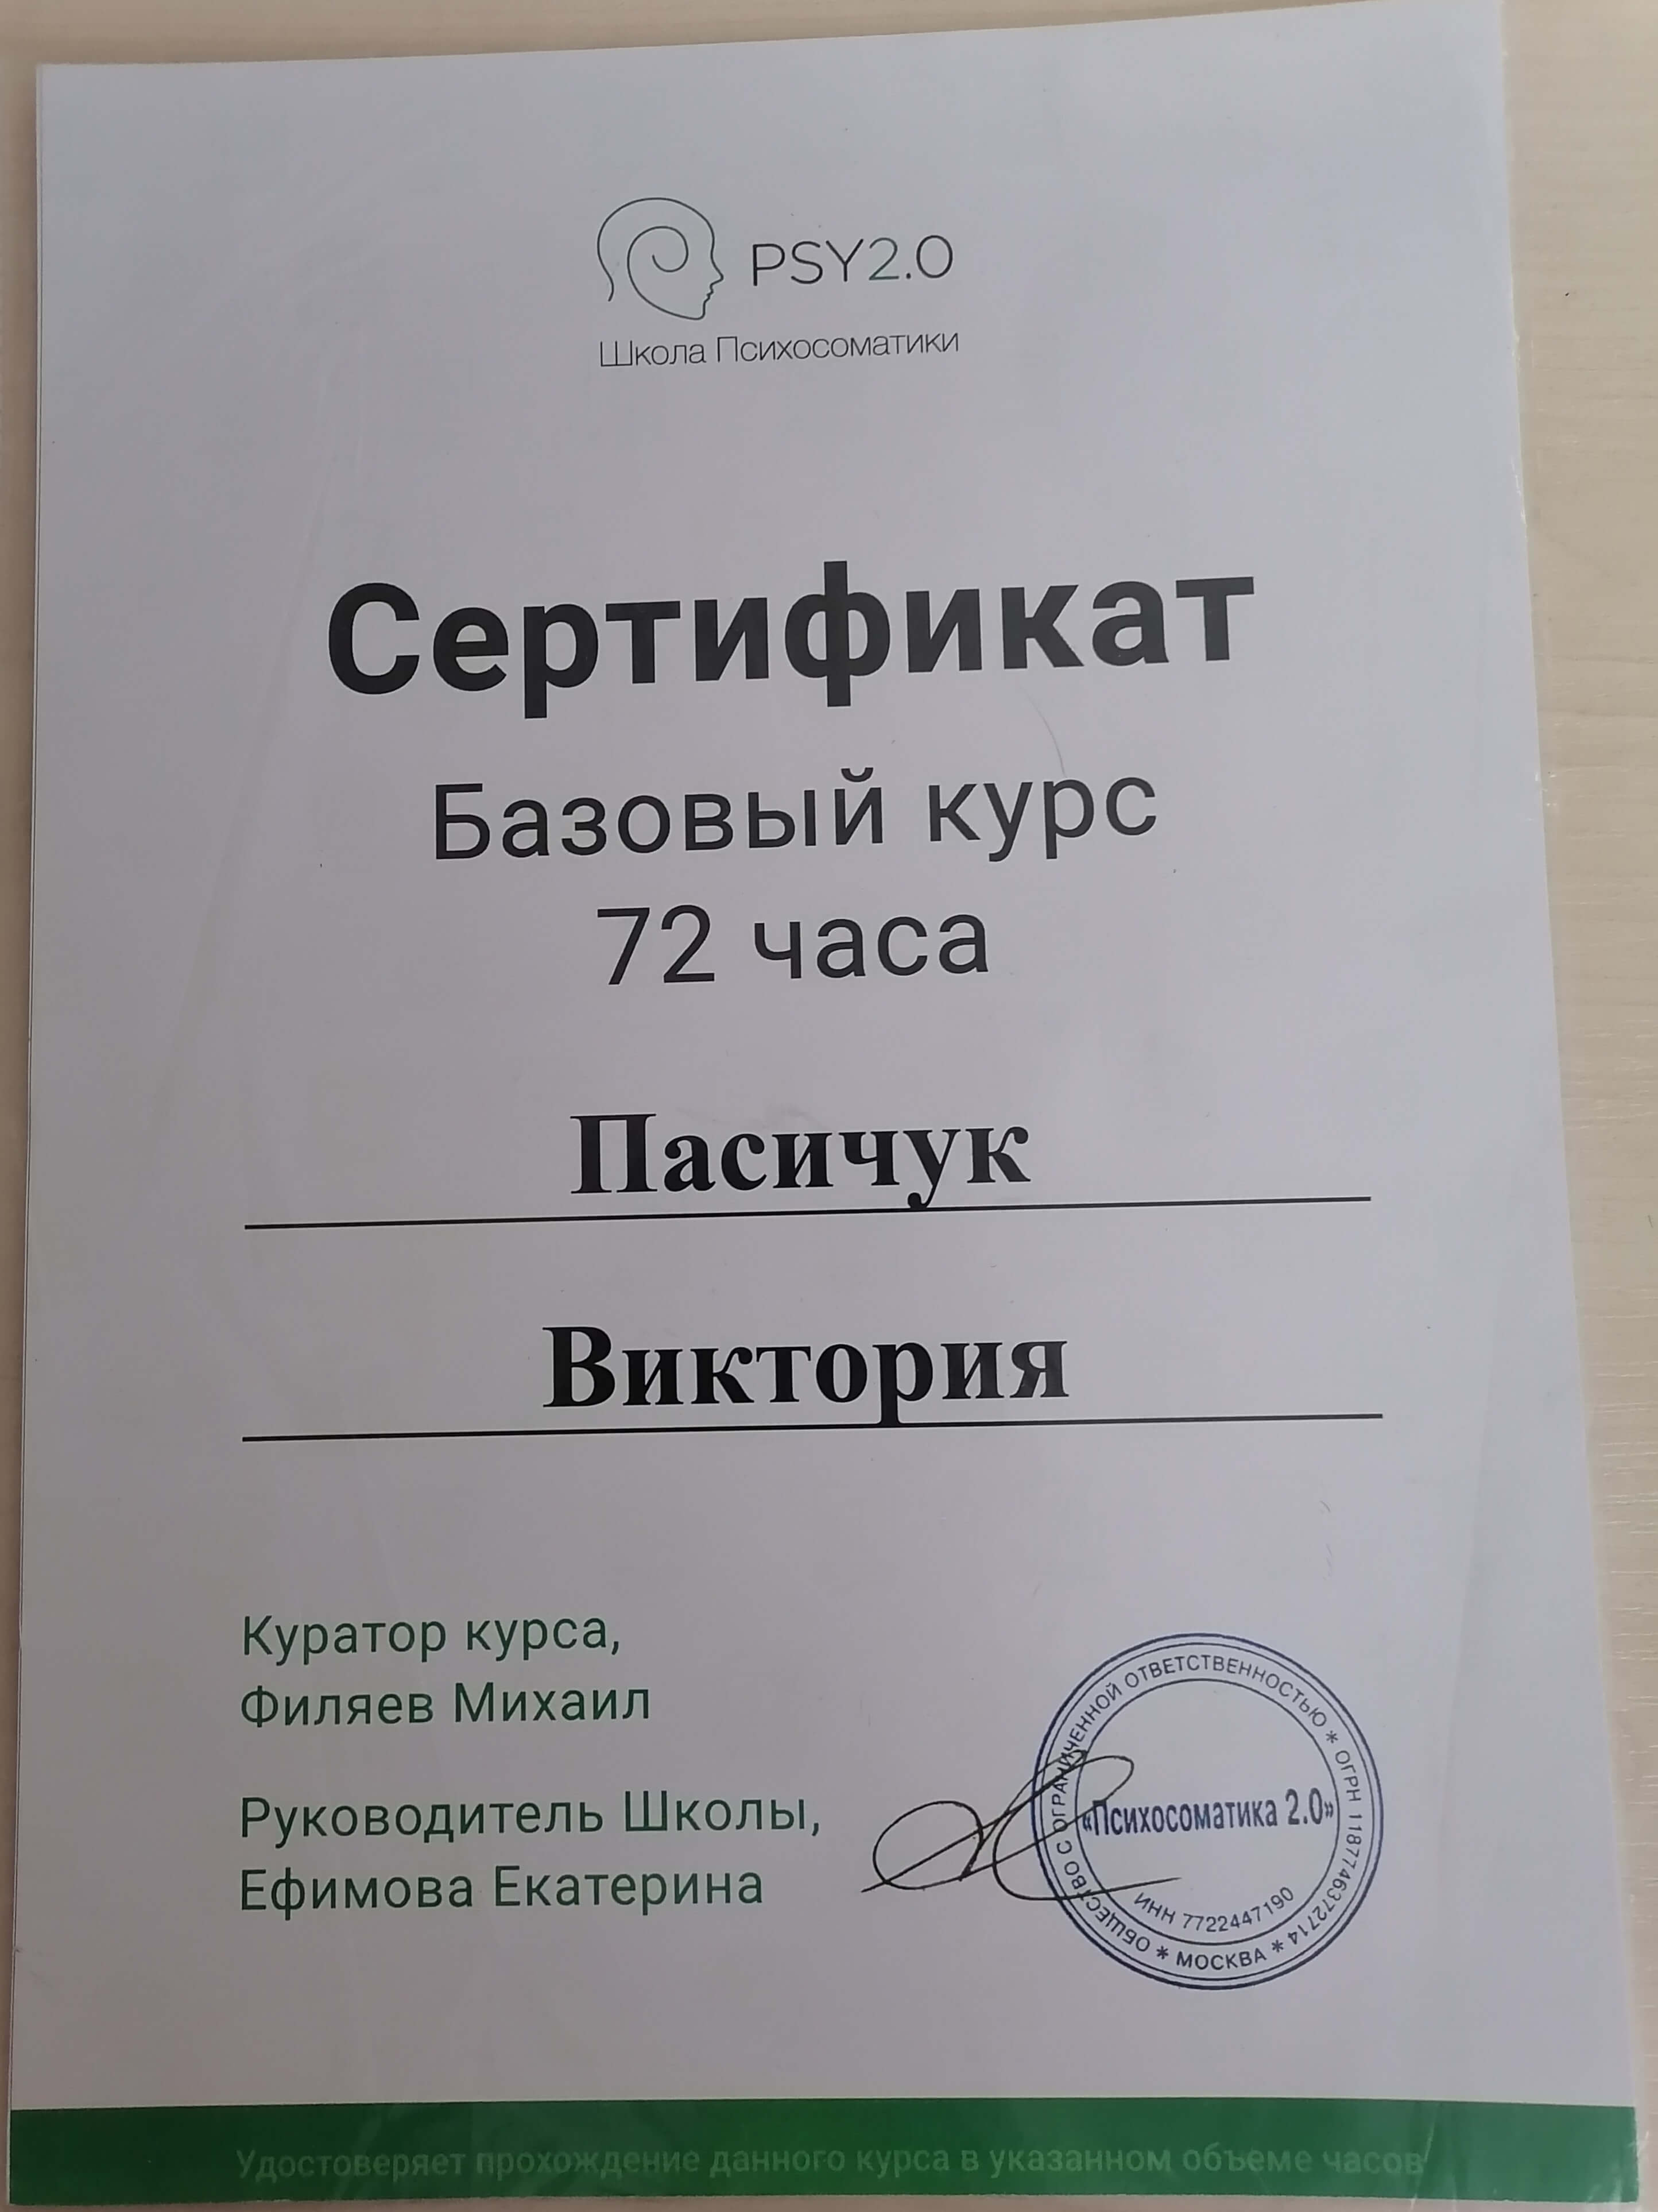 PSY2.0
Школа Психосоматики
Сертификат
Базовый курс
72 часа
Пасичук
Виктория
Куратор курса,
Филяев Михаил
Руководитель Школы,
Ефимова Екатерина
ОБЩЕСТВО С ОГРАНИЧЕННОЙ ОТВЕТСТВЕННОСТЬЮ * ОГРН 1187746372714 * МОСКВА *
«Психосоматика 2.0»
ИНН 7722447190
Удостоверяет прохождение данного курса в указанном объеме часов